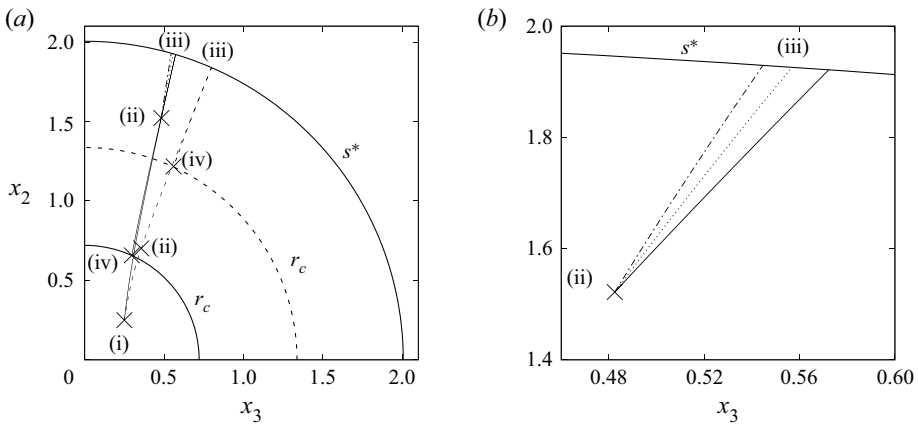 (a)
2.0
(iii)
(iii)
(ii)
1.5
s*
(iv)
x2
1.0
(ii)
(iv)
rc
rc
0.5
(i)
0
0.5
1.0
1.5
2.0
x3
(b)
2.0
s*
(iii)
1.8
1.6
(ii)
1.4
0.48
0.52
0.56
0.60
x3